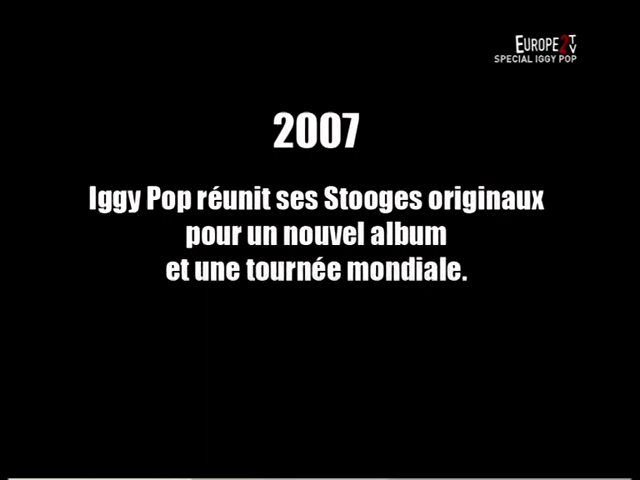 EUROPE2TV
SPECIAL IGGY POP
2007
Iggy Pop réunit ses Stooges originaux
pour un nouvel album
et une tournée mondiale.